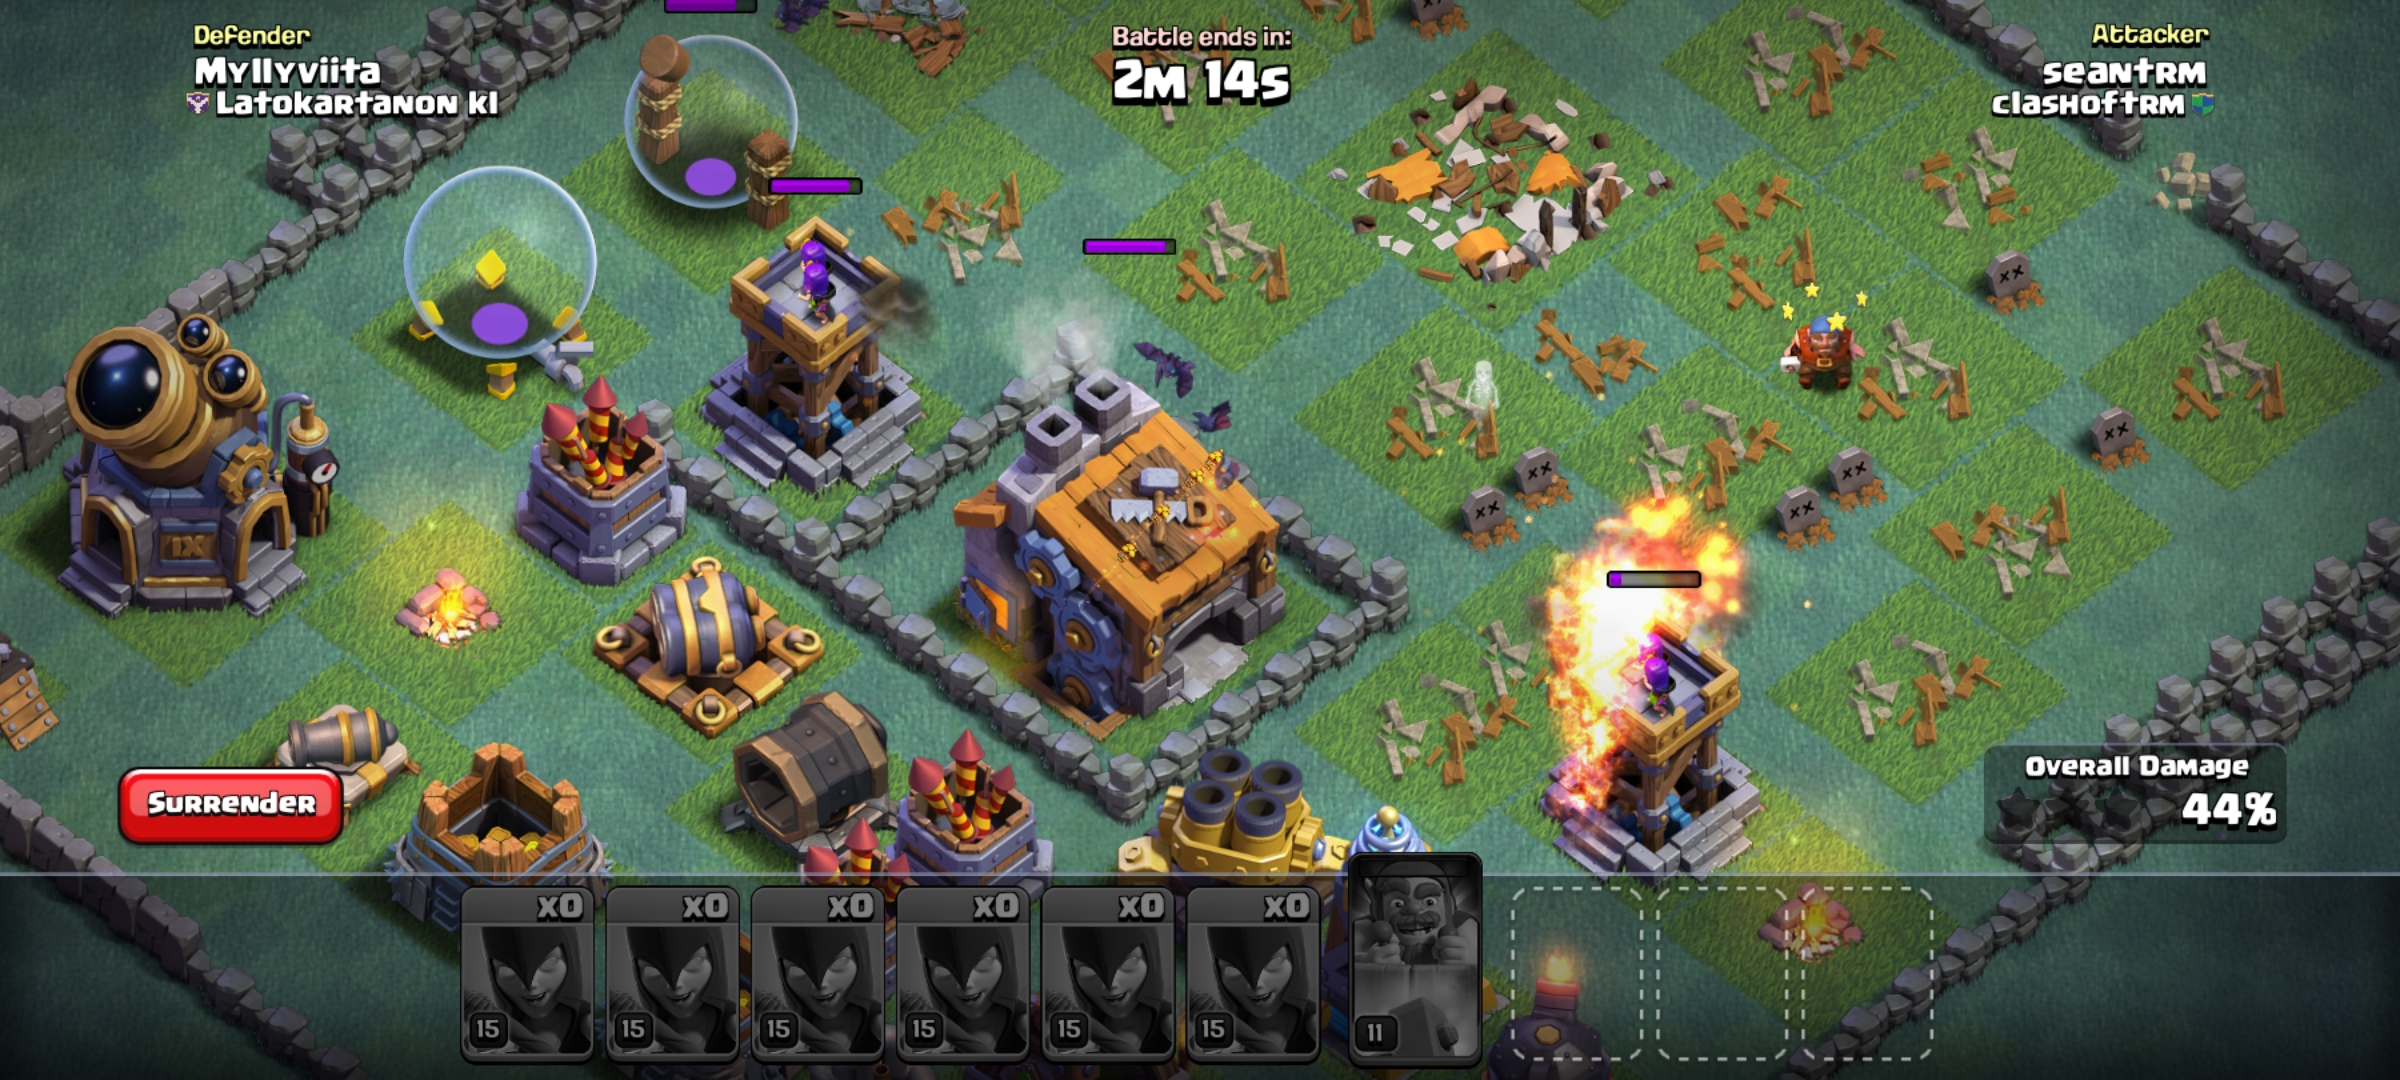 Defender
Myllyviita
Latokartanon kl
Battle ends in:
2M 14s
Attacker
seantRM
clashoftRM
IX
Surrender
Overall Damage
44%
x0
x0
x0
x0
x0
x0
15
15
15
15
15
15
11